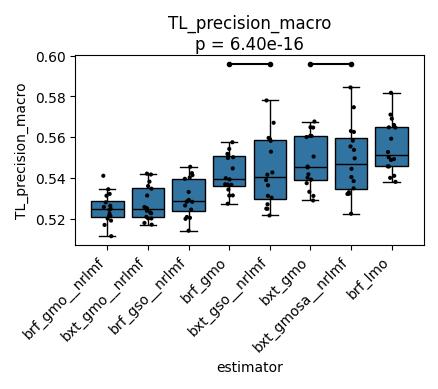 TL_precision_macro
p = 6.40e-16
TL_precision_macro
0.60
0.58
0.56
0.54
0.52
brf_gmo__nrlmf
bxt_gmo__nrlmf
brf_gso__nrlmf
brf_gmo
bxt_gso__nrlmf
bxt_gmo
bxt_gmosa__nrlmf
brf_lmo
estimator